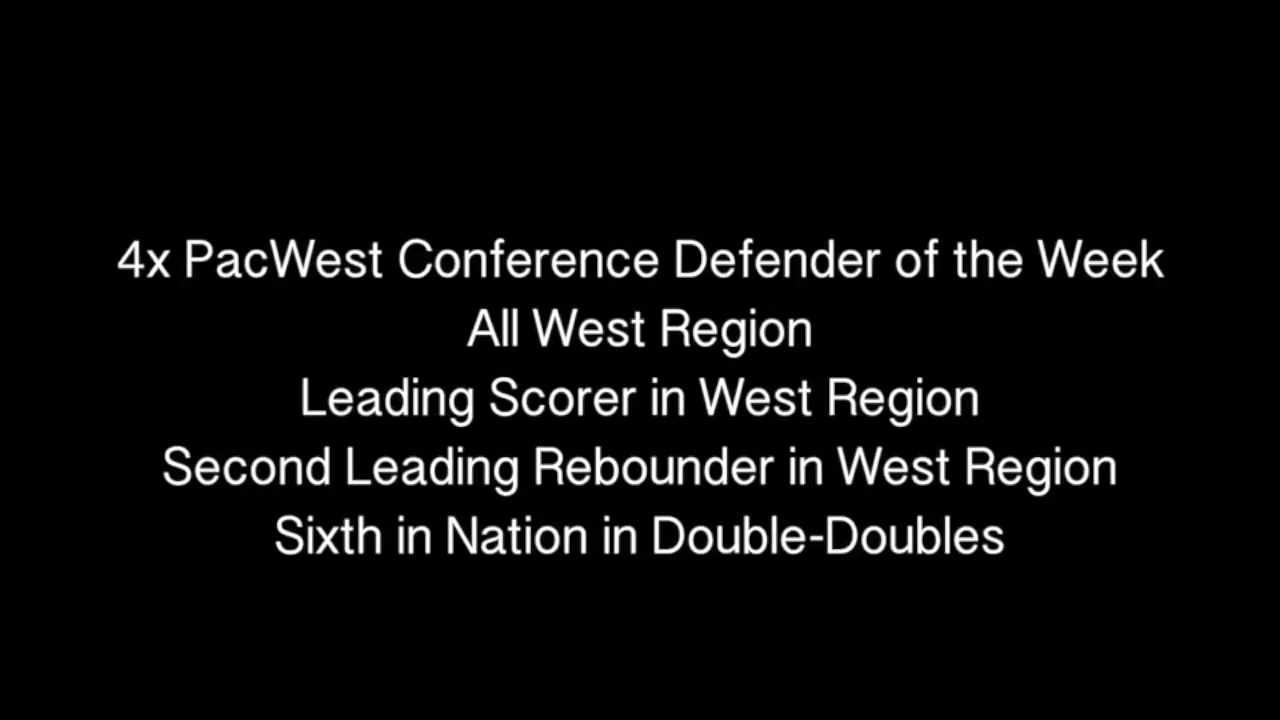 4x PacWest Conference Defender of the Week
All West Region
Leading Scorer in West Region
Second Leading Rebounder in West Region
Sixth in Nation in Double-Doubles